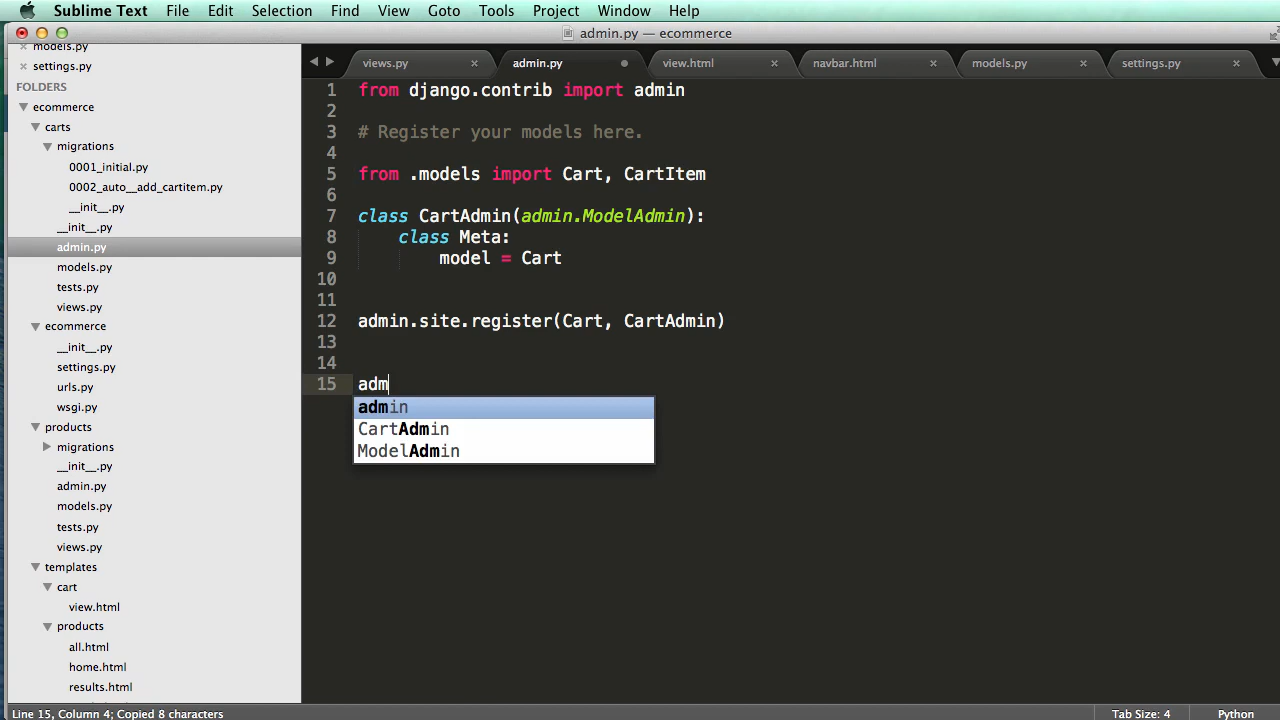 Sublime Text File Edit Selection Find View Goto Tools Project Window Help
admin.py — ecommerce
models.py
settings.py
FOLDERS
ecommerce
carts
migrations
0001_initial.py
0002_auto__add_cartitem.py
__init__.py
__init__.py
admin.py
models.py
tests.py
views.py
ecommerce
__init__.py
settings.py
urls.py
wsgi.py
products
migrations
__init__.py
admin.py
models.py
tests.py
views.py
templates
cart
view.html
products
all.html
home.html
results.html
views.py admin.py view.html navbar.html models.py settings.py
1 from django.contrib import admin
2
3 # Register your models here.
4
5 from .models import Cart, CartItem
6
7 class CartAdmin(admin.ModelAdmin):
8 class Meta:
9 model = Cart
10
11
12 admin.site.register(Cart, CartAdmin)
13
14
15 adm
admin
CartAdmin
ModelAdmin
Line 15, Column 4; Copied 8 characters Tab Size: 4 Python